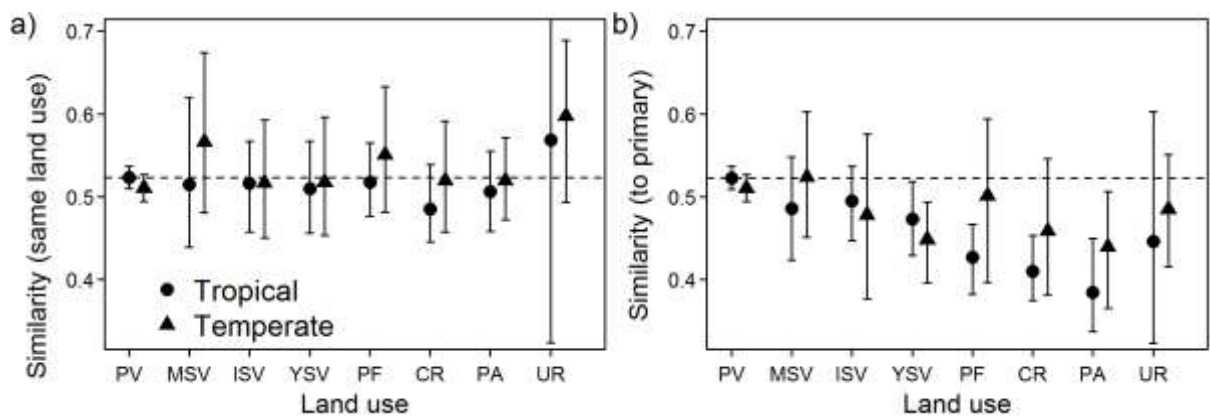 a)
Similarity (same land use)
0.7
0.6
0.5
0.4
Tropical
Temperate
PV MSV ISV YSV PF CR PA UR
Land use
b)
Similarity (to primary)
0.7
0.6
0.5
0.4
PV MSV ISV YSV PF CR PA UR
Land use